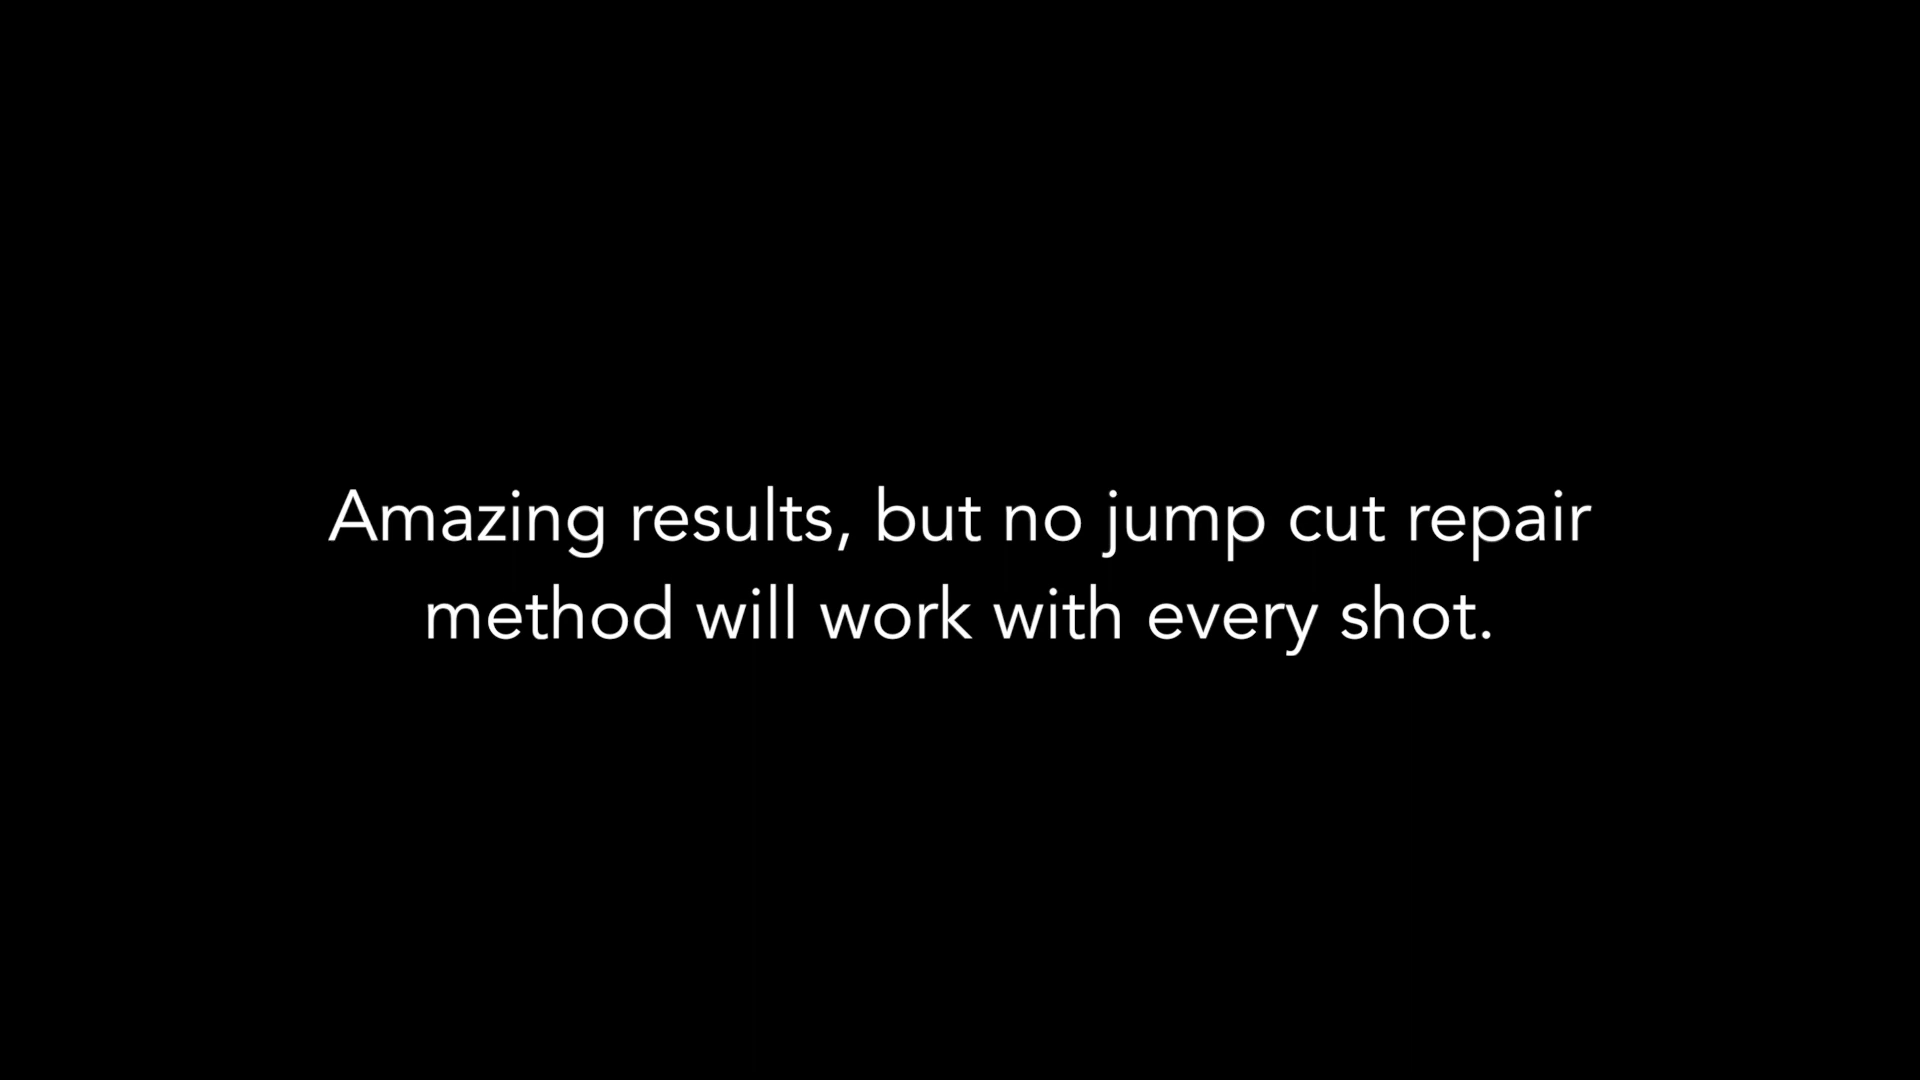 Amazing results, but no jump cut repair
method will work with every shot.